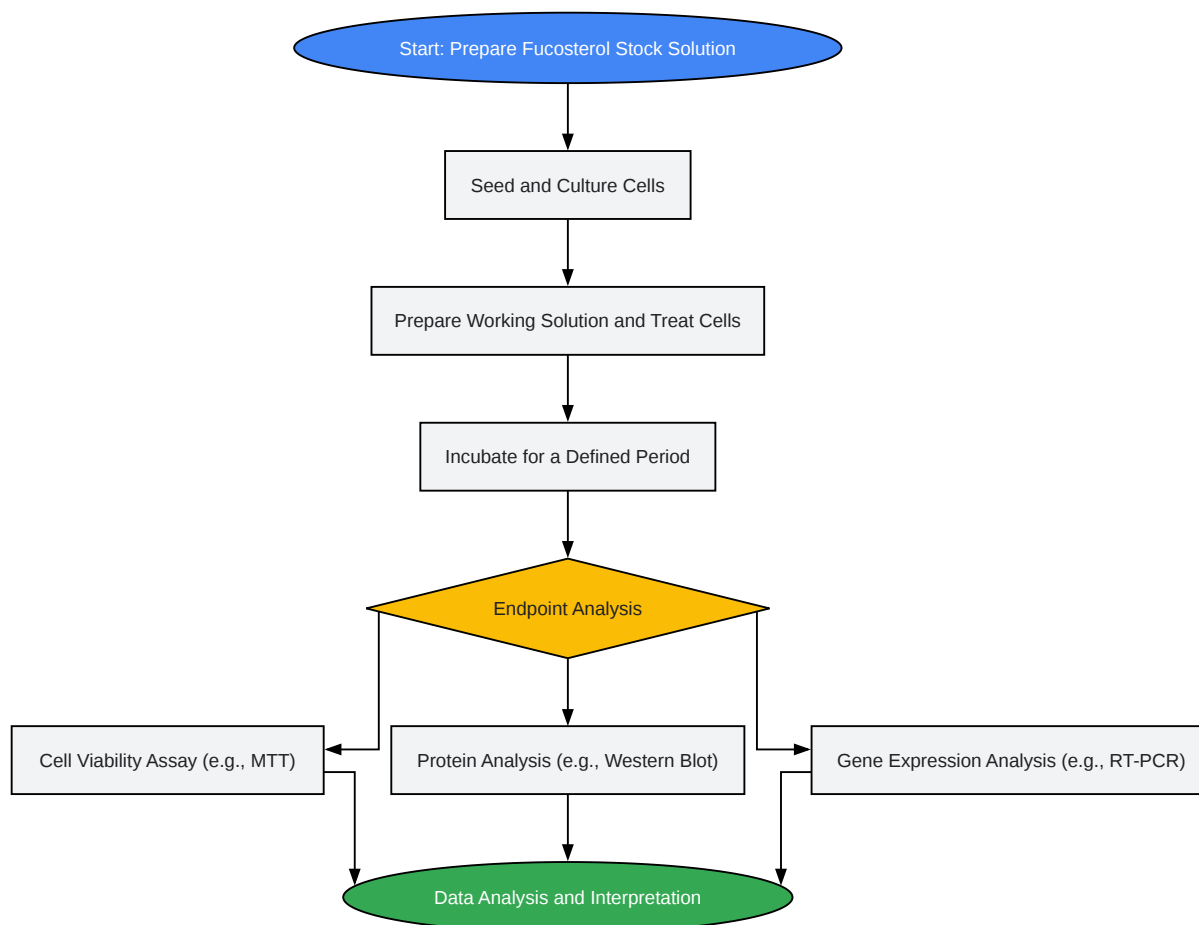 Start: Prepare Fucosterol Stock Solution
Seed and Culture Cells
Prepare Working Solution and Treat Cells
Incubate for a Defined Period
Endpoint Analysis
Cell Viability Assay (e.g., MTT)
Protein Analysis (e.g., Western Blot)
Gene Expression Analysis (e.g., RT-PCR)
Data Analysis and Interpretation